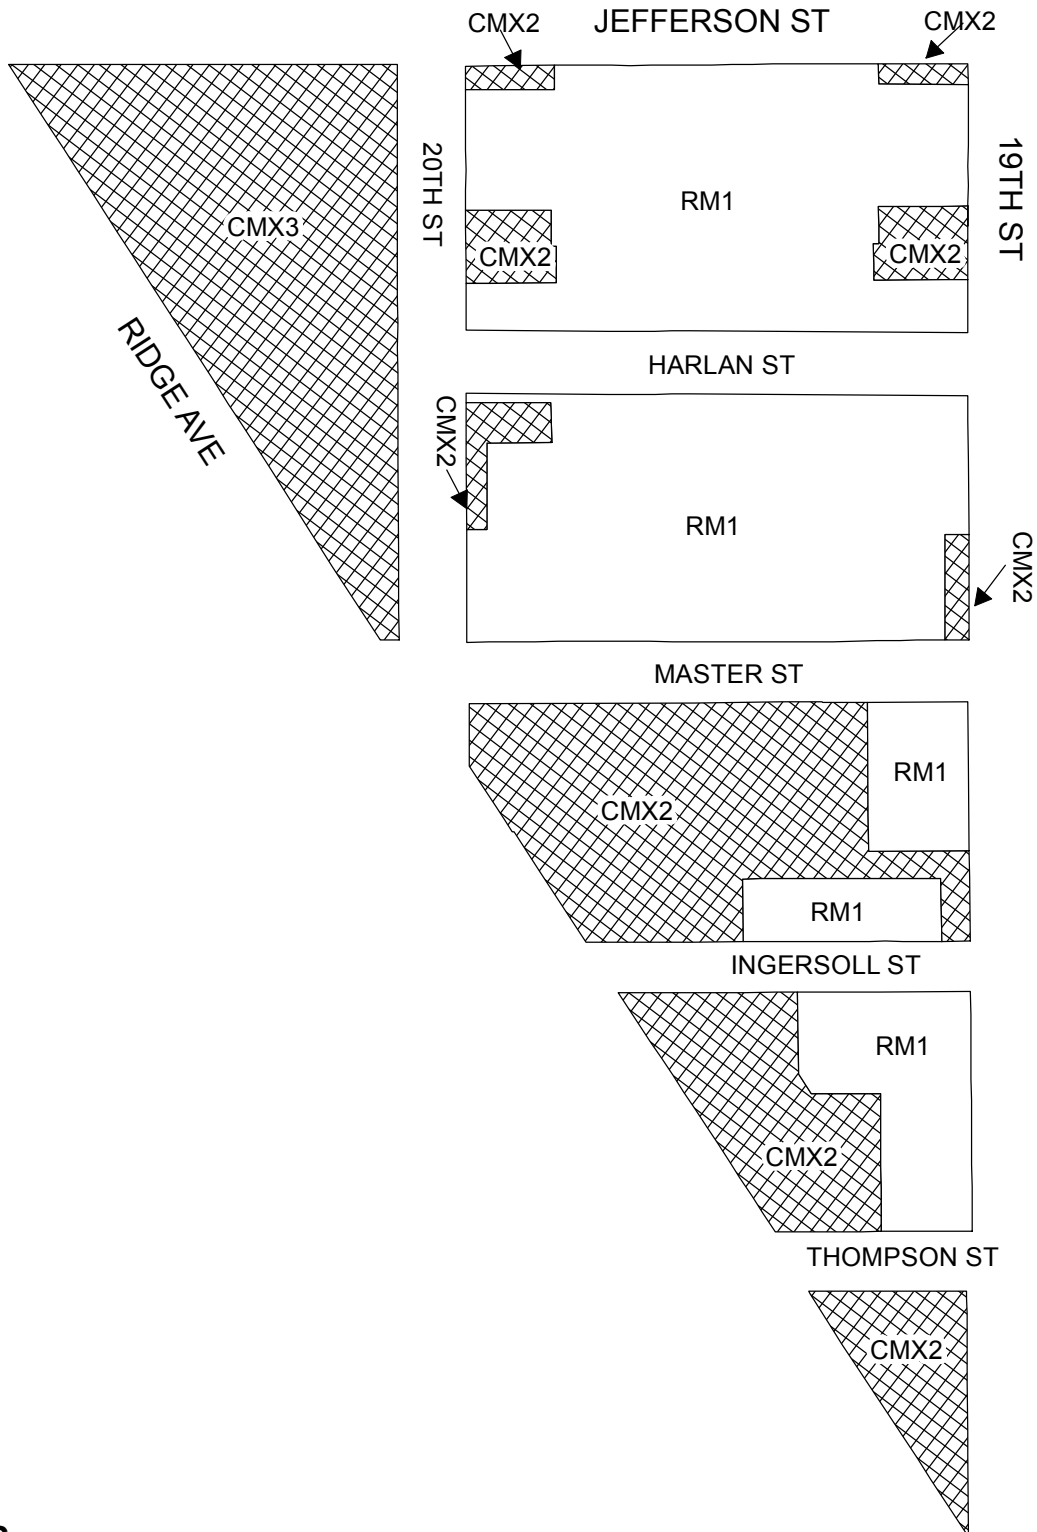 CMX2 JEFFERSON ST CMX2
20TH ST
19TH ST
RM1
CMX3
CMX2
CMX2
RIDGE AVE
HARLAN ST
CMX2
RM1
CMX2
MASTER ST
RM1
CMX2
RM1
INGERSOLL ST
RM1
CMX2
THOMPSON ST
CMX2